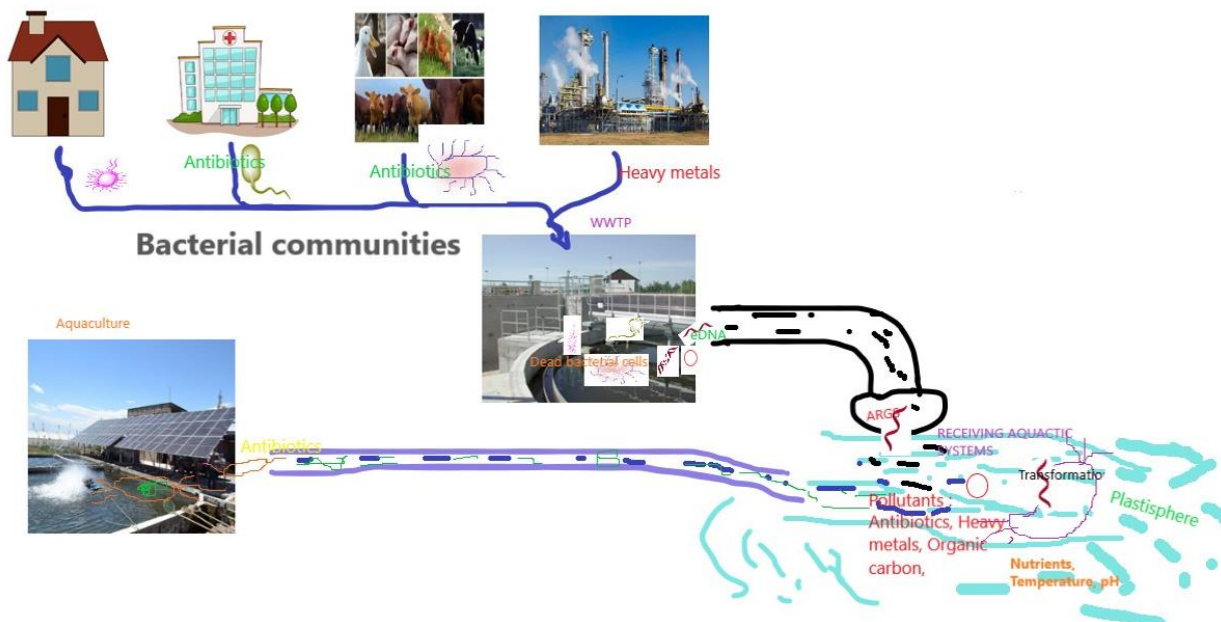 Antibiotics
Antibiotics
Heavy metals
WWTP
Bacterial communities
Aquaculture
eDNA
Dead bacterial cells
ARGS
Antibiotics
RECEIVING AQUACTIC
SYSTEMS
Transformatio
Pollutants :
Antibiotics, Heavy
metals, Organic
carbon,
Plastisphere
Nutrients,
Temperature, pH